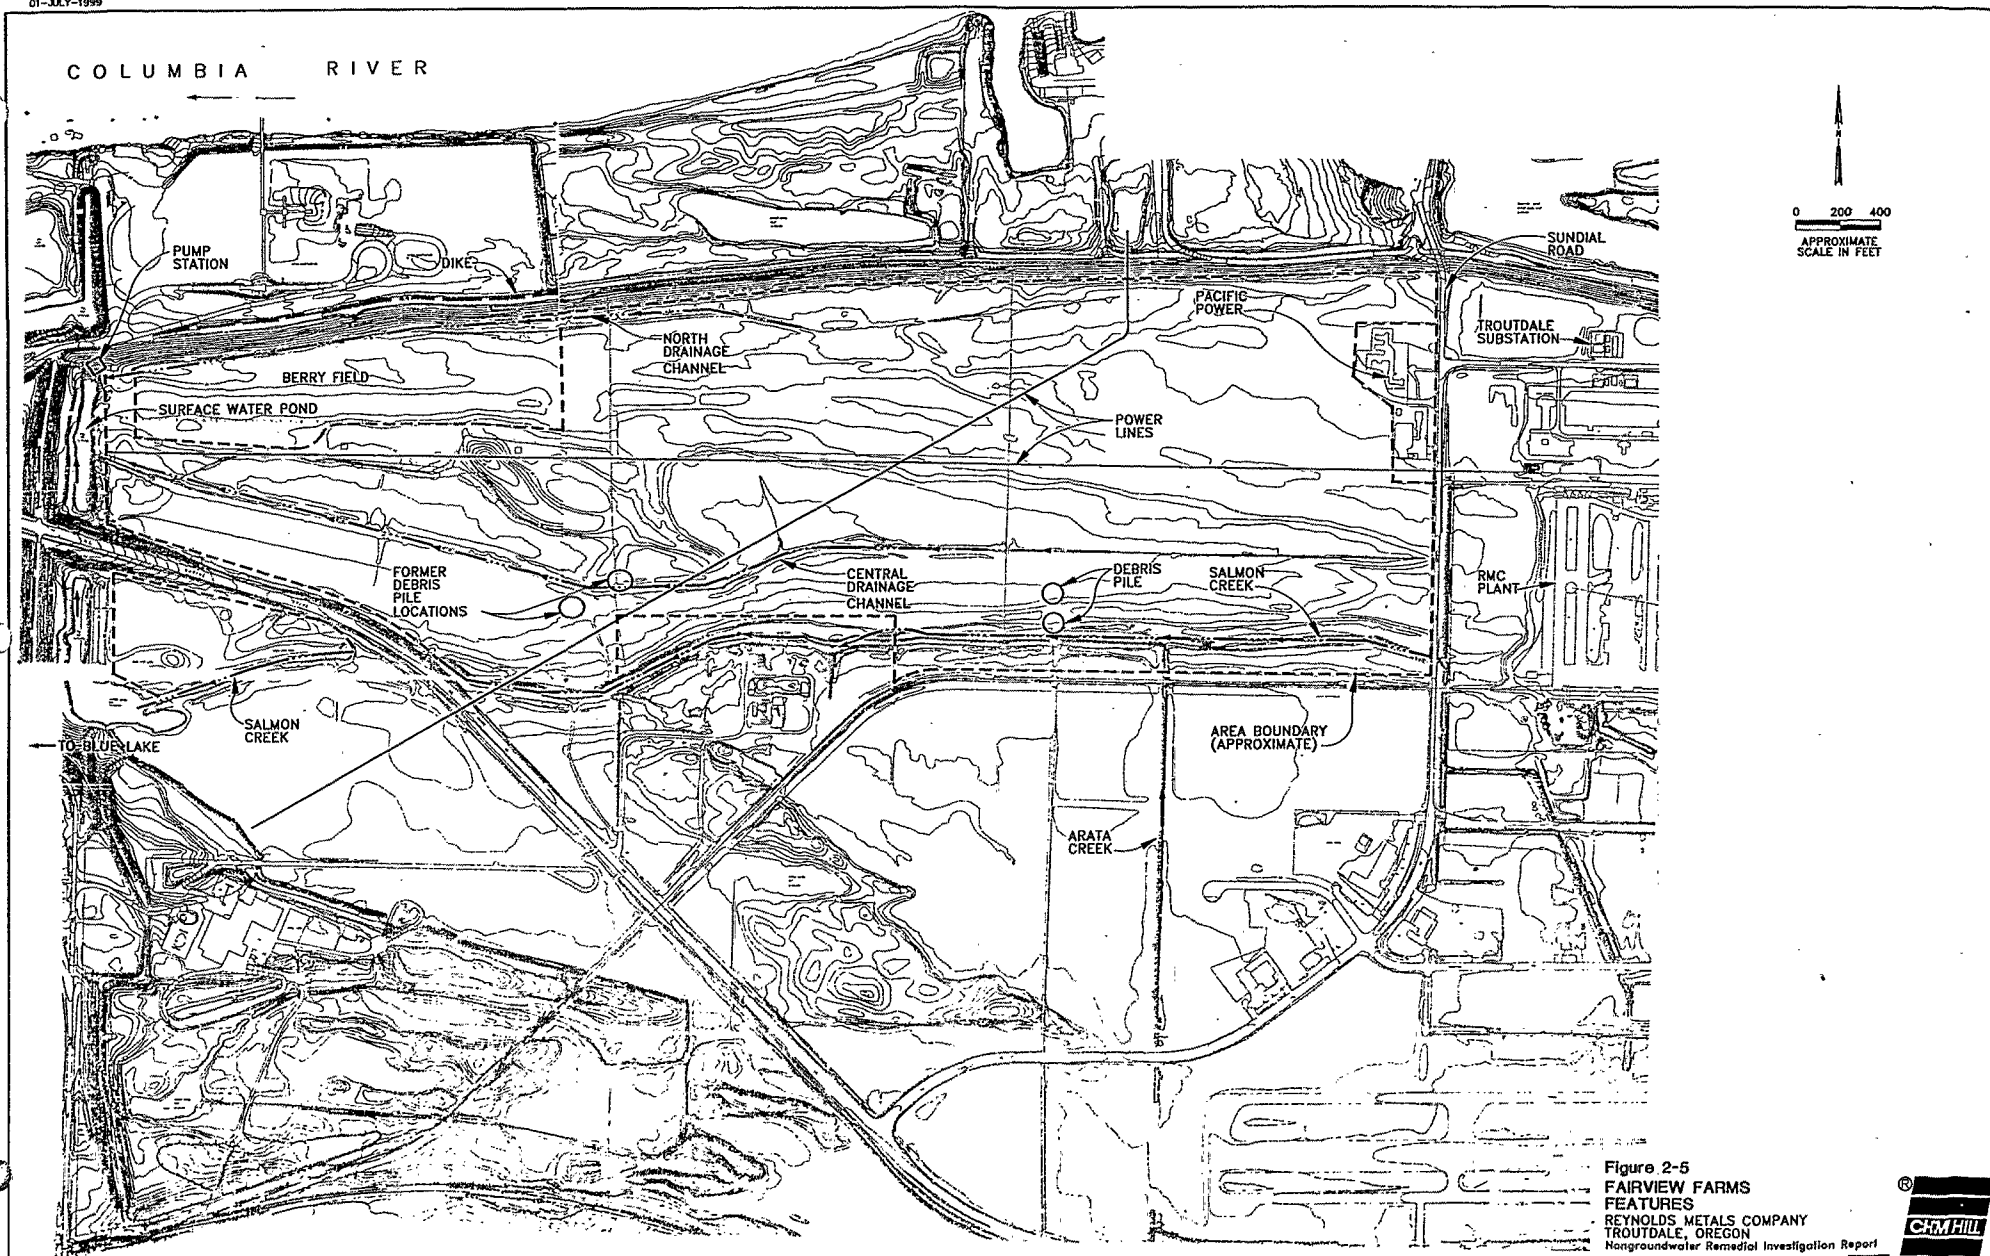 01-JULY-1999
COLUMBIA RIVER
N
0 200 400
APPROXIMATE
SCALE IN FEET
PUMP
STATION
DIKE
SUNDIAL
ROAD
PACIFIC
POWER
TROUTDALE
SUBSTATION
NORTH
DRAINAGE
CHANNEL
BERRY FIELD
SURFACE WATER POND
POWER
LINES
FORMER
DEBRIS
PILE
LOCATIONS
CENTRAL
DRAINAGE
CHANNEL
DEBRIS
PILE
SALMON
CREEK
RMC
PLANT
SALMON
CREEK
TO BLUE LAKE
AREA BOUNDARY
(APPROXIMATE)
ARATA
CREEK
Figure 2-5
FAIRVIEW FARMS
FEATURES
REYNOLDS METALS COMPANY
TROUTDALE, OREGON
Nongroundwater Remedial Investigation Report
®
CH2M HILL